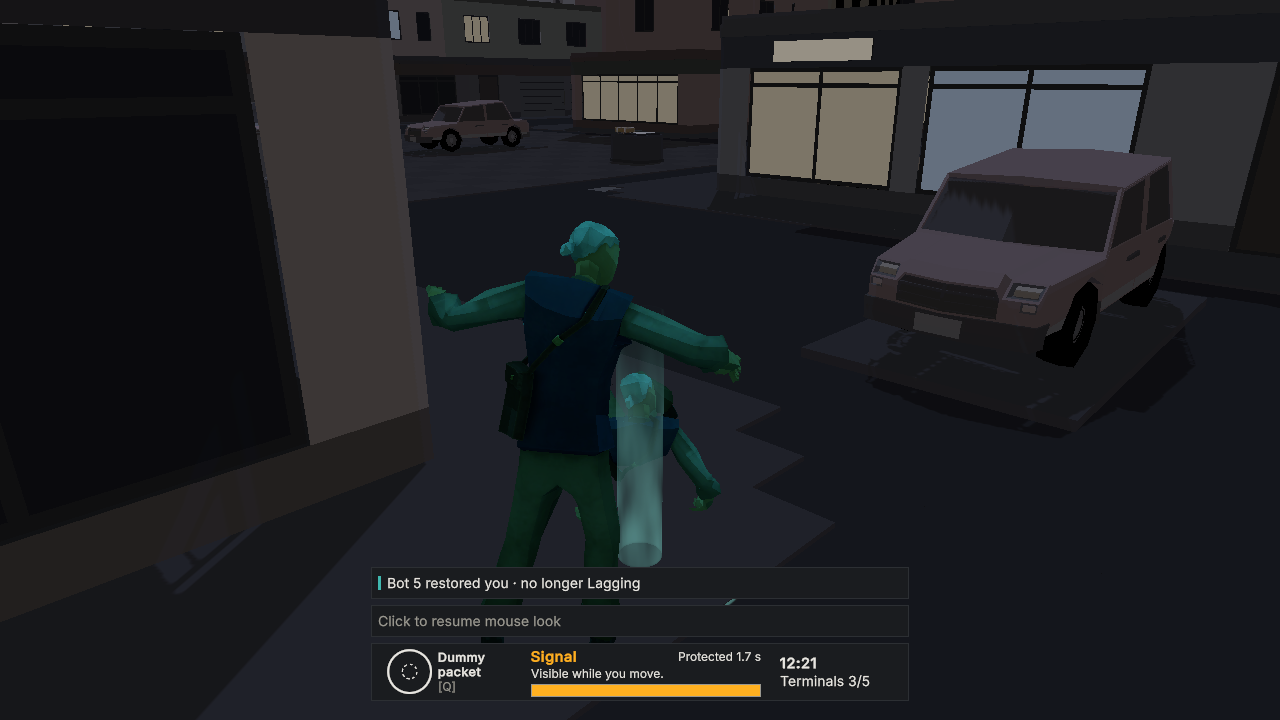 Bot 5 restored you · no longer Lagging
Click to resume mouse look
Dummy packet
[Q]
Signal
Protected 1.7 s
Visible while you move.
12:21
Terminals 3/5